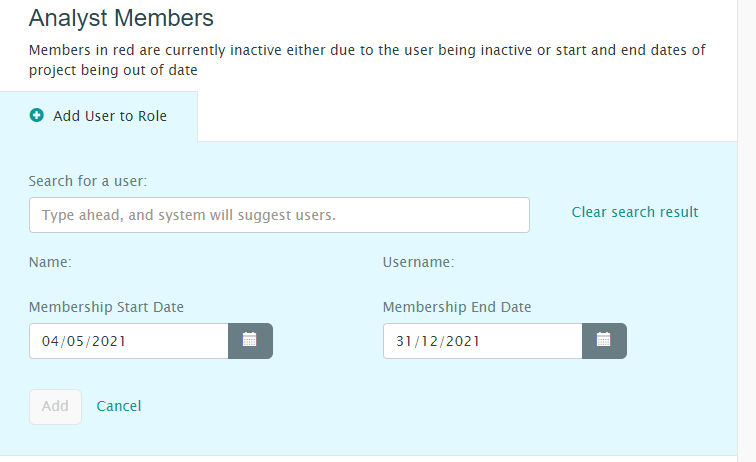 Analyst Members
Members in red are currently inactive either due to the user being inactive or start and end dates of
project being out of date
Add User to Role
Search for a user:
Type ahead, and system will suggest users.
Clear search result
Name:
Username:
Membership Start Date
Membership End Date
04/05/2021
31/12/2021
Add
Cancel